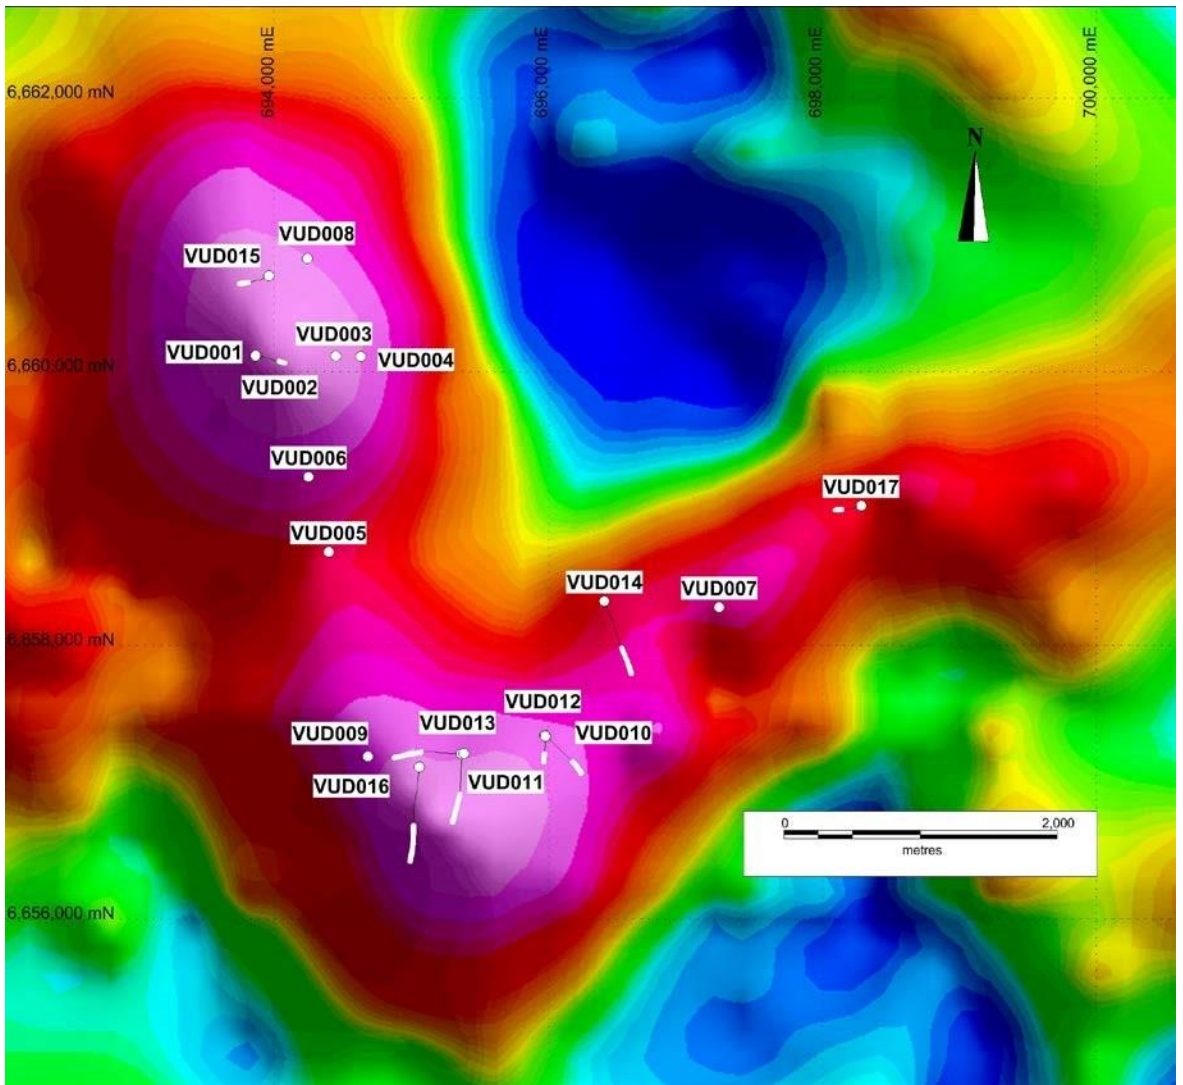 694,000 mE
696,000 mE
698,000 mE
700,000 mE
6,662,000 mN
N
VUD008
VUD015
VUD003
VUD001
VUD004
6,660,000 mN
VUD002
VUD006
VUD017
VUD005
VUD014
VUD007
6,658,000 mN
VUD012
VUD013
VUD009
VUD010
VUD016
VUD011
0
2,000
metres
6,656,000 mN